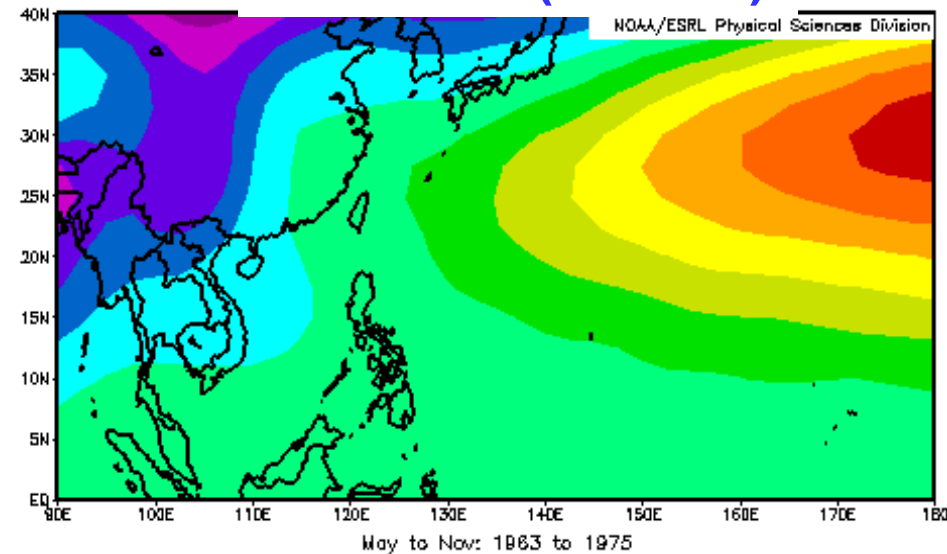 NOAA/ESRL Physical Sciences Division
40N
35N
30N
25N
20N
15N
10N
5N
EQ
90E 100E 110E 120E 130E 140E 150E 160E 170E 180
May to Nov: 1963 to 1975